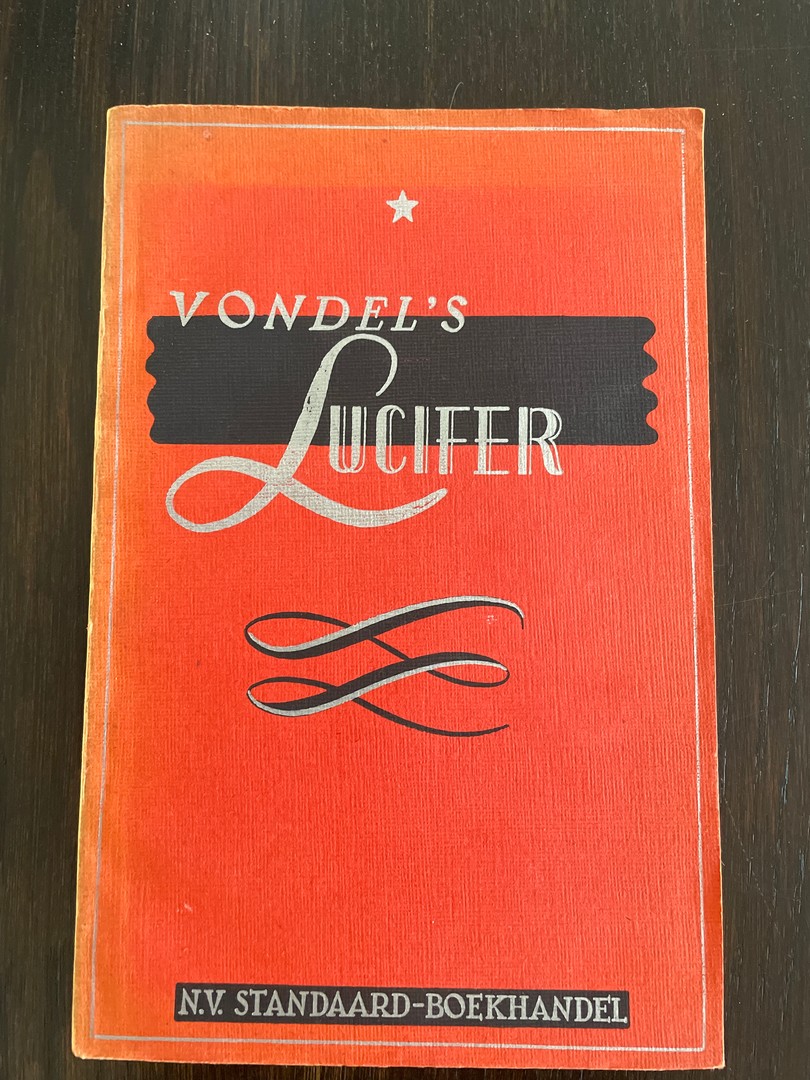 VONDEL'S
LUCIFER
N.V. STANDAARD-BOEKHANDEL